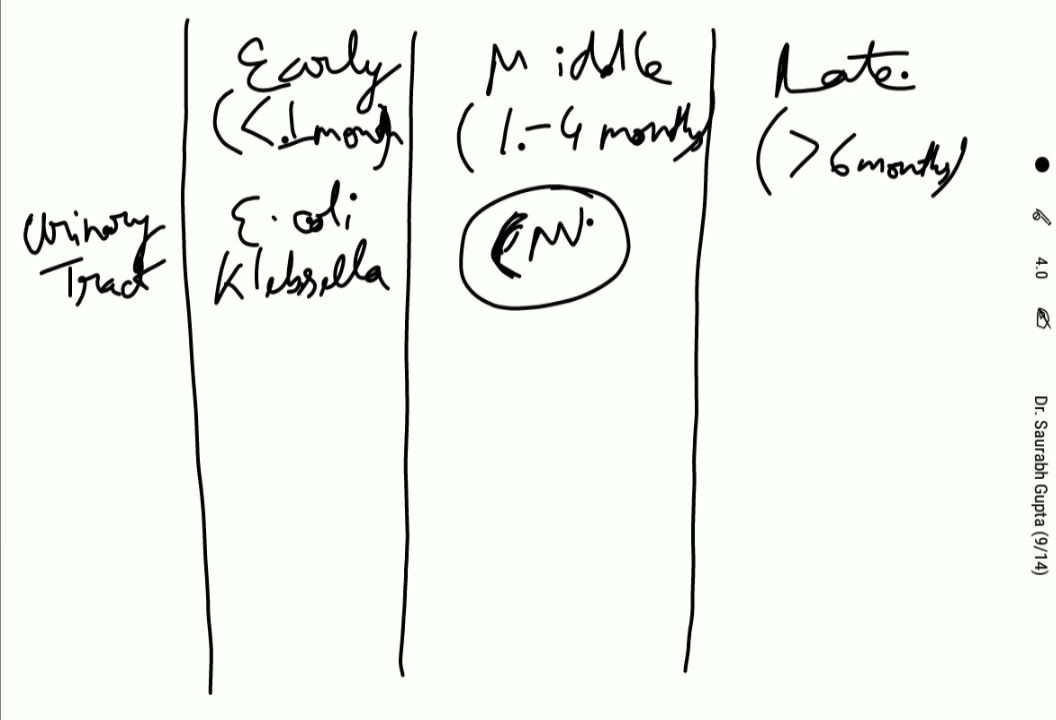 Early
(<.1 month)
Middle
(1.-4 months)
Late.
(>6 months)
Urinary
Tract
E. coli
Klebsiella
4.0
Dr. Saurabh Gupta (9/14)